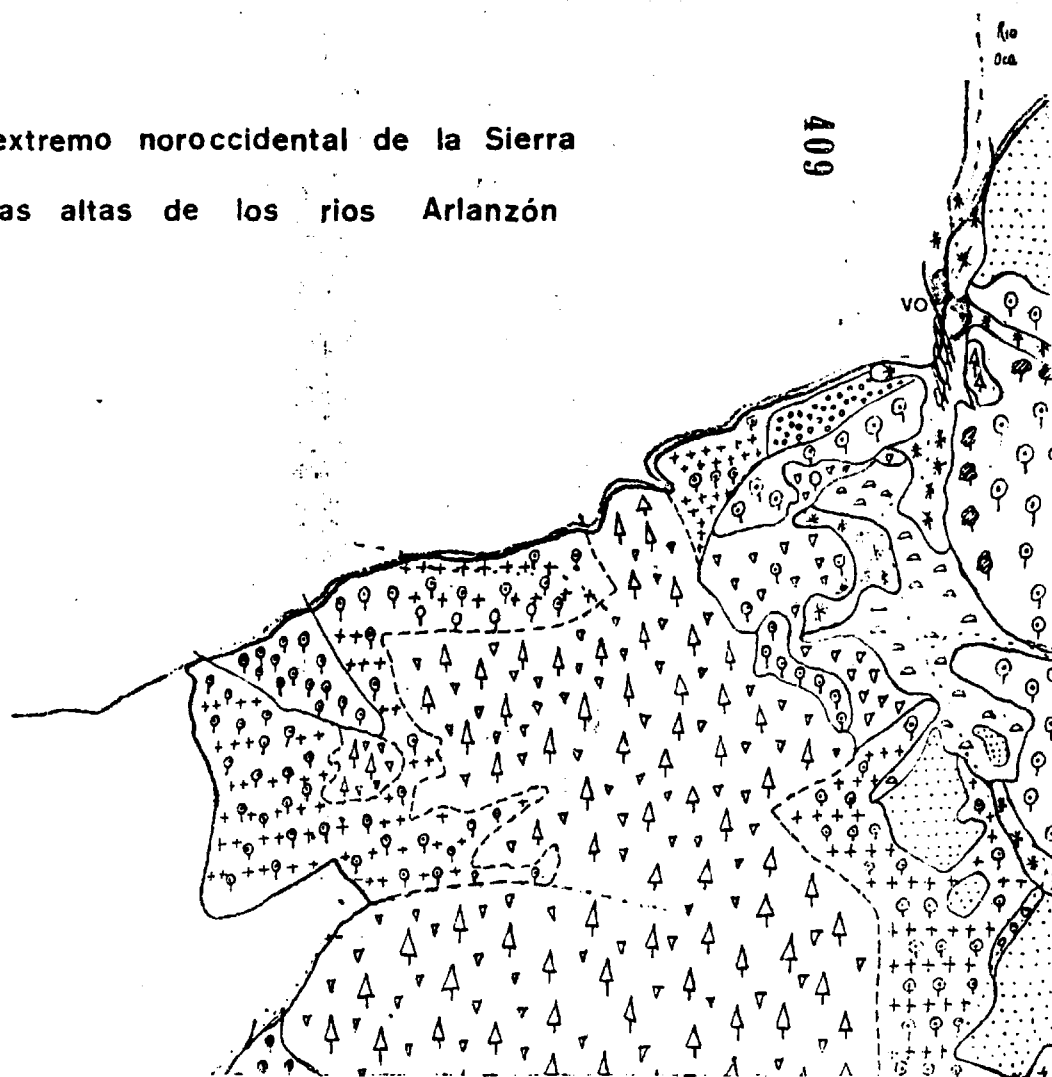 Rio
Oca
extremo noroccidental de la Sierra
409
as altas de los rios Arlanzón
VO